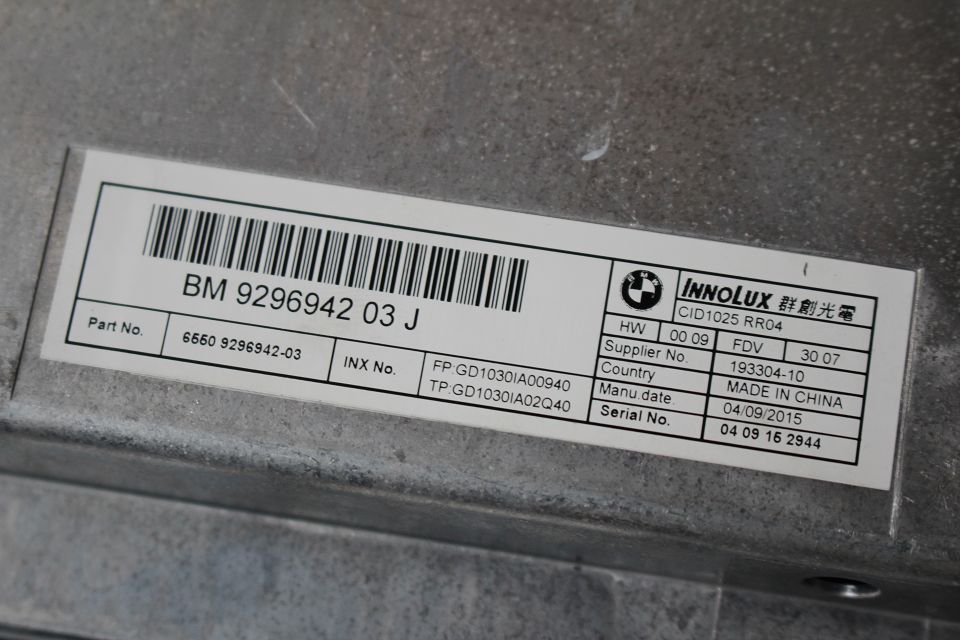 BM 9296942 03 J
Part No.
6550 9296942-03
INX No.
FP:GD1030IA00940
TP:GD1030IA02Q40
BMW
INNOLUX 群創光電
CID1025 RR04
HW 00 09 FDV 30 07
Supplier No. 193304-10
Country MADE IN CHINA
Manu.date. 04/09/2015
Serial No. 04 09 15 2944